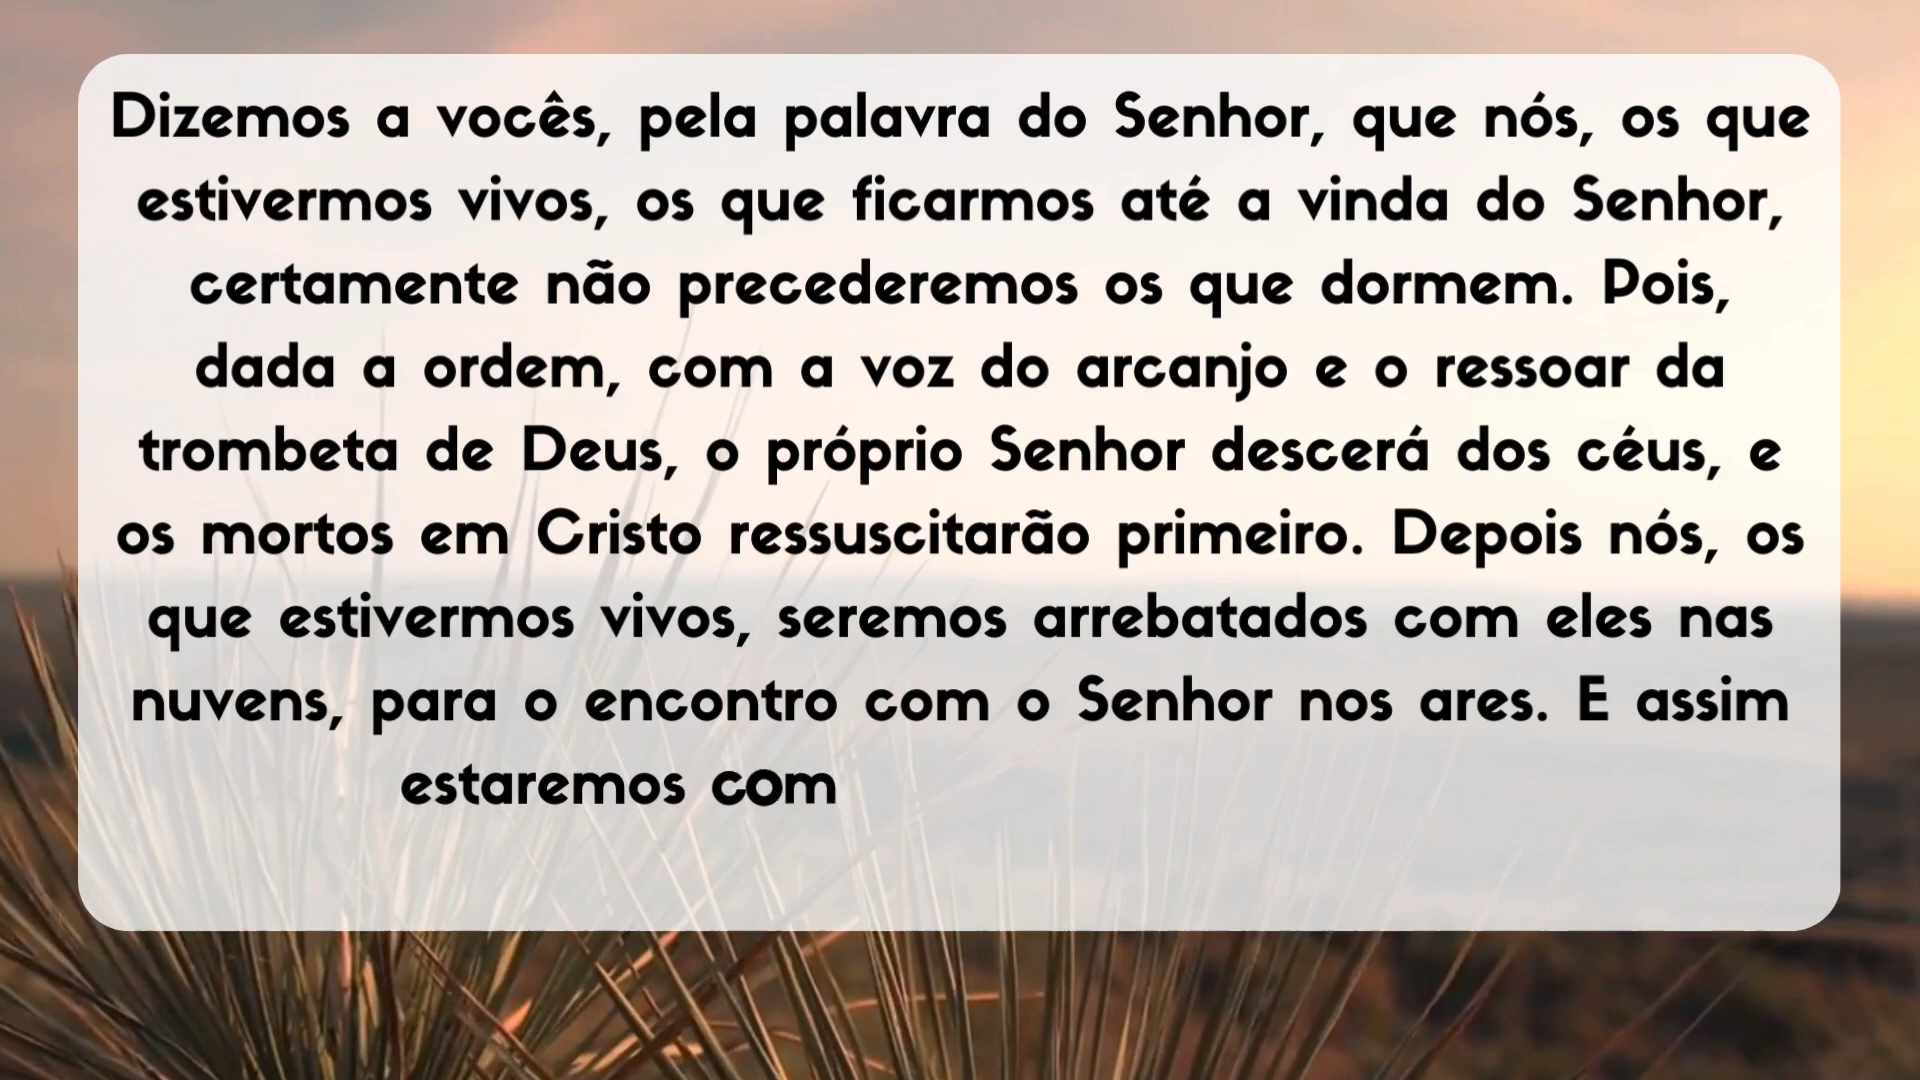 Dizemos a vocês, pela palavra do Senhor, que nós, os que
estivermos vivos, os que ficarmos até a vinda do Senhor,
certamente não precederemos os que dormem. Pois,
dada a ordem, com a voz do arcanjo e o ressoar da
trombeta de Deus, o próprio Senhor descerá dos céus, e
os mortos em Cristo ressuscitarão primeiro. Depois nós, os
que estivermos vivos, seremos arrebatados com eles nas
nuvens, para o encontro com o Senhor nos ares. E assim
estaremos com